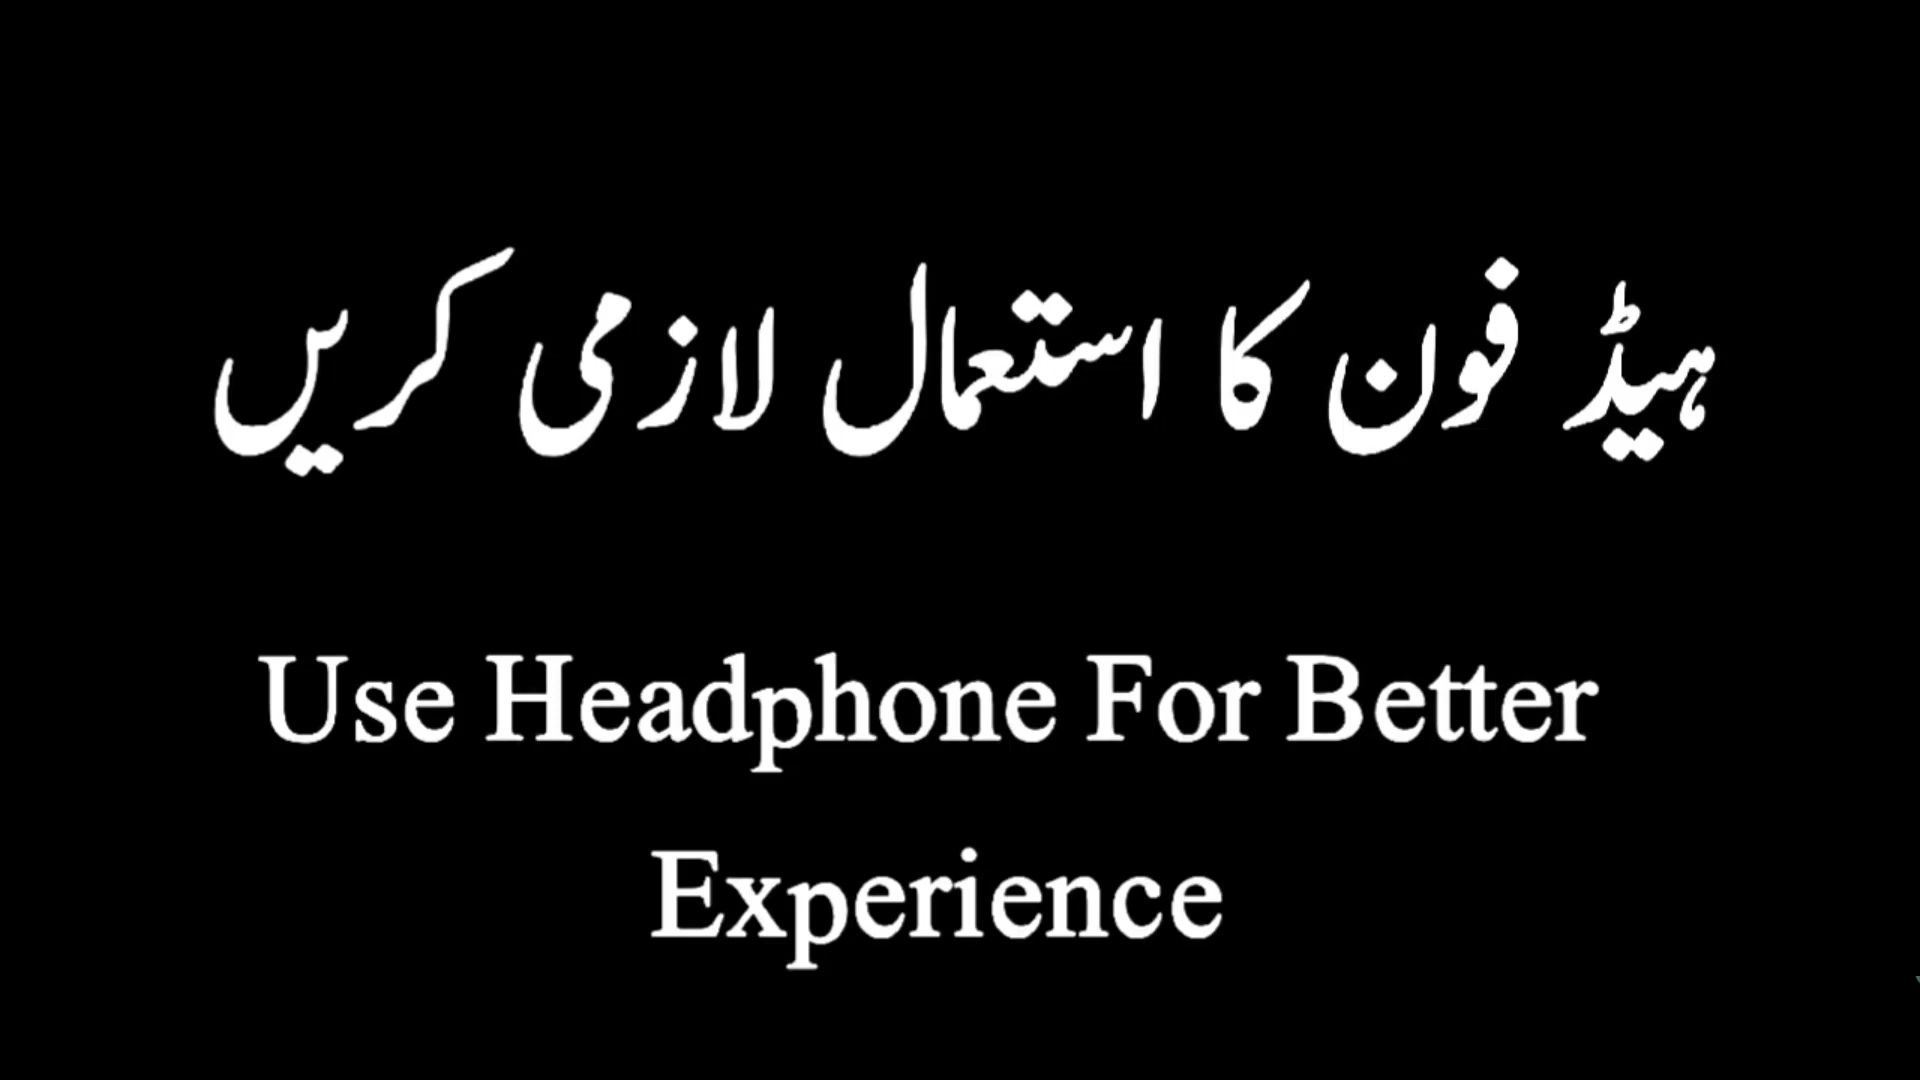 ہیڈ فون کا استعمال لازمی کریں
Use Headphone For Better
Experience